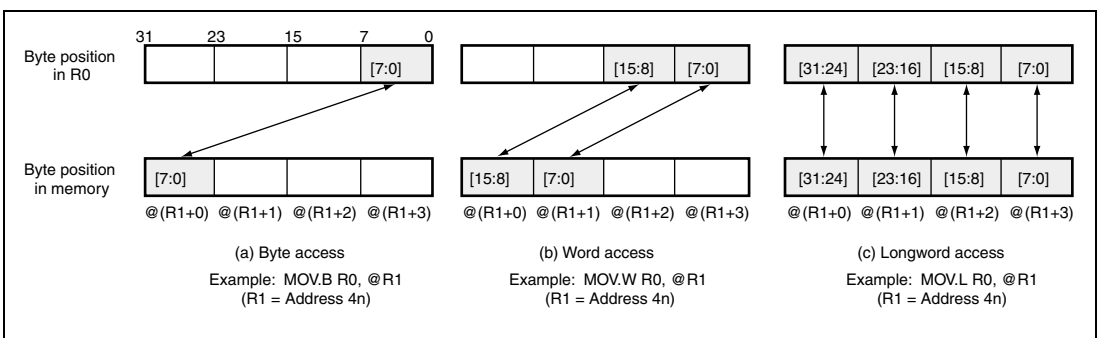 31 23 15 7 0
Byte position
in R0
[7:0] [15:8] [7:0] [31:24] [23:16] [15:8] [7:0]
Byte position
in memory
[7:0] [15:8] [7:0] [31:24] [23:16] [15:8] [7:0]
@(R1+0) @(R1+1) @(R1+2) @(R1+3) @(R1+0) @(R1+1) @(R1+2) @(R1+3) @(R1+0) @(R1+1) @(R1+2) @(R1+3)
(a) Byte access (b) Word access (c) Longword access
Example: MOV.B R0, @R1 Example: MOV.W R0, @R1 Example: MOV.L R0, @R1
(R1 = Address 4n) (R1 = Address 4n) (R1 = Address 4n)